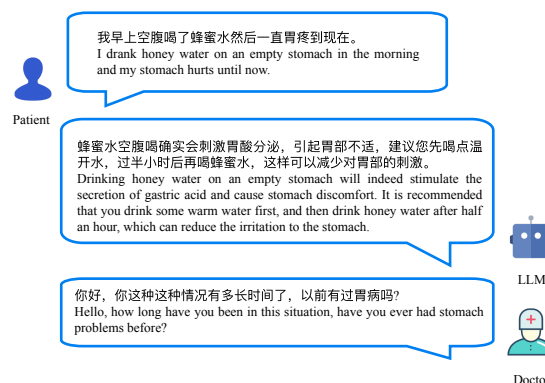 我早上空腹喝了蜂蜜水然后一直胃疼到现在。
I drank honey water on an empty stomach in the morning
and my stomach hurts until now.
Patient
蜂蜜水空腹喝确实会刺激胃酸分泌，引起胃部不适，建议您先喝点温
开水，过半小时后再喝蜂蜜水，这样可以减少对胃部的刺激。
Drinking honey water on an empty stomach will indeed stimulate the
secretion of gastric acid and cause stomach discomfort. It is recommended
that you drink some warm water first, and then drink honey water after half
an hour, which can reduce the irritation to the stomach.
LLM
你好，你这种这种情况有多长时间了，以前有过胃病吗?
Hello, how long have you been in this situation, have you ever had stomach
problems before?
Docto